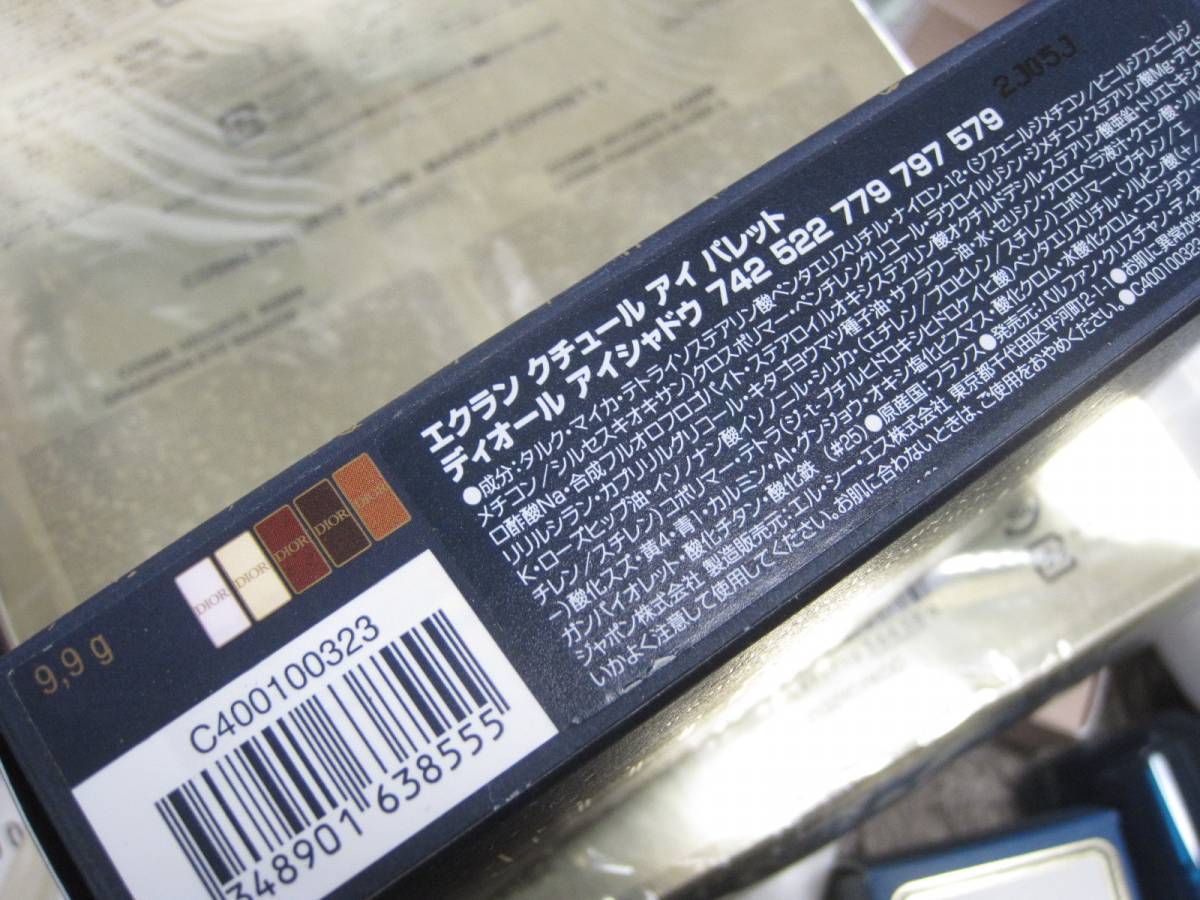 2J05J
エクラン クチュール アイ パレット
ディオール アイシャドウ 742 522 779 797 579
●成分:タルク・マイカ・テトライソステアリン酸ペンタエリスリチル・ナイロン-12・(ジフェニルジメチコン/ビニルジフェニルジ
メチコン/シルセスキオキサン)クロスポリマー・ペンチレングリコール・ラウロイルリシン・ジメチコン・ステアリン酸Mg・デヒド
ロ酢酸Na・合成フルオロフロゴパイト・ステアロイルオキシステアリン酸オクチルドデシル・ステアリン酸亜鉛・トリエトキシ
リリルシラン・カプリリルグリコール・キタコヨウマツ種子油・サフラワー油・水・セリシン・アロエベラ液汁・クエン酸・ソル
K・ローズヒップ油・イソノナン酸イソノニル・シリカ・(エチレン/プロピレン/スチレン)コポリマー・(ブチレン/エ
チレン/スチレン)コポリマー・テトラ(ジ-t-ブチルヒドロキシヒドロケイヒ酸)ペンタエリスリチル・ソルビン酸(+/
-)酸化スズ・黄4・青1・カルミン・Al・グンジョウ・オキシ塩化ビスマス・酸化クロム・水酸化クロム・コンジョウ・
ガンバイオレット・酸化チタン・酸化鉄 (#25)●原産国:フランス●発売元:パルファン・クリスチャン・ディオ
ジャポン株式会社 製造販売元:エル・シー・エス株式会社 東京都千代田区平河町12-1-1●お肌に異常が
いかよく注意して使用してください。お肌に合わないときは、ご使用をおやめください。●C40010032
DIOR DIOR DIOR DIOR DIOR
9,9 g
C400100323
348901 638555